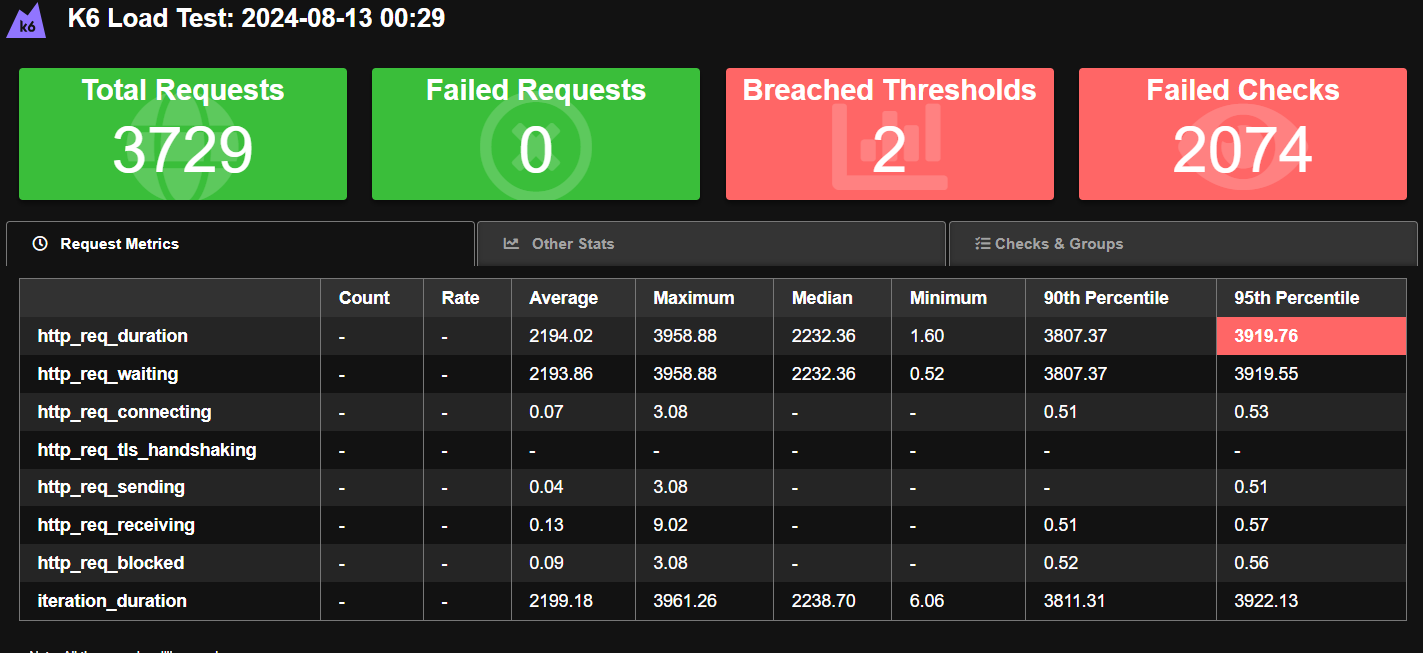 k6 K6 Load Test: 2024-08-13 00:29
Total Requests Failed Requests Breached Thresholds Failed Checks
3729 0 2 2074
Request Metrics Other Stats Checks & Groups
Count Rate Average Maximum Median Minimum 90th Percentile 95th Percentile
http_req_duration - - 2194.02 3958.88 2232.36 1.60 3807.37 3919.76
http_req_waiting - - 2193.86 3958.88 2232.36 0.52 3807.37 3919.55
http_req_connecting - - 0.07 3.08 - - 0.51 0.53
http_req_tls_handshaking - - - - - - - -
http_req_sending - - 0.04 3.08 - - - 0.51
http_req_receiving - - 0.13 9.02 - - 0.51 0.57
http_req_blocked - - 0.09 3.08 - - 0.52 0.56
iteration_duration - - 2199.18 3961.26 2238.70 6.06 3811.31 3922.13